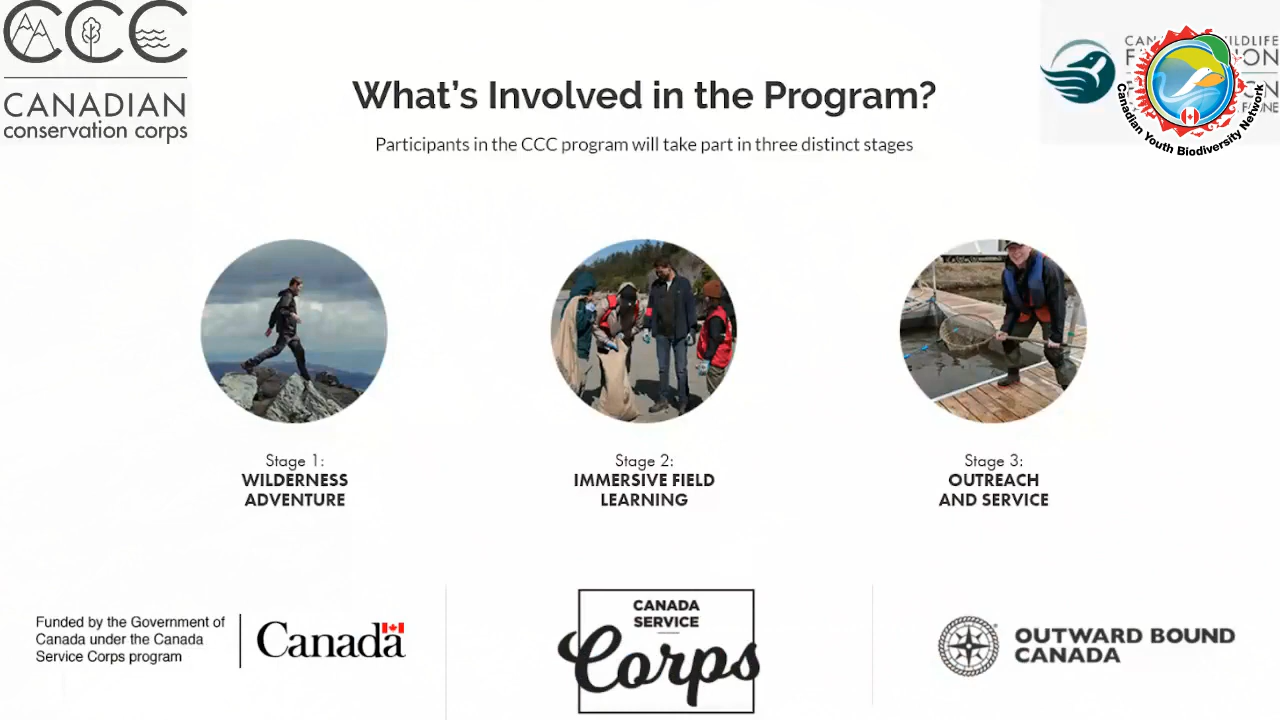 CCC
CANADIAN
conservation corps
Canadian Youth Biodiversity Network
What's Involved in the Program?
Participants in the CCC program will take part in three distinct stages
Stage 1:
WILDERNESS
ADVENTURE
Stage 2:
IMMERSIVE FIELD
LEARNING
Stage 3:
OUTREACH
AND SERVICE
Funded by the Government of
Canada under the Canada
Service Corps program
Canada
CANADA
SERVICE
Corps
OUTWARD BOUND
CANADA